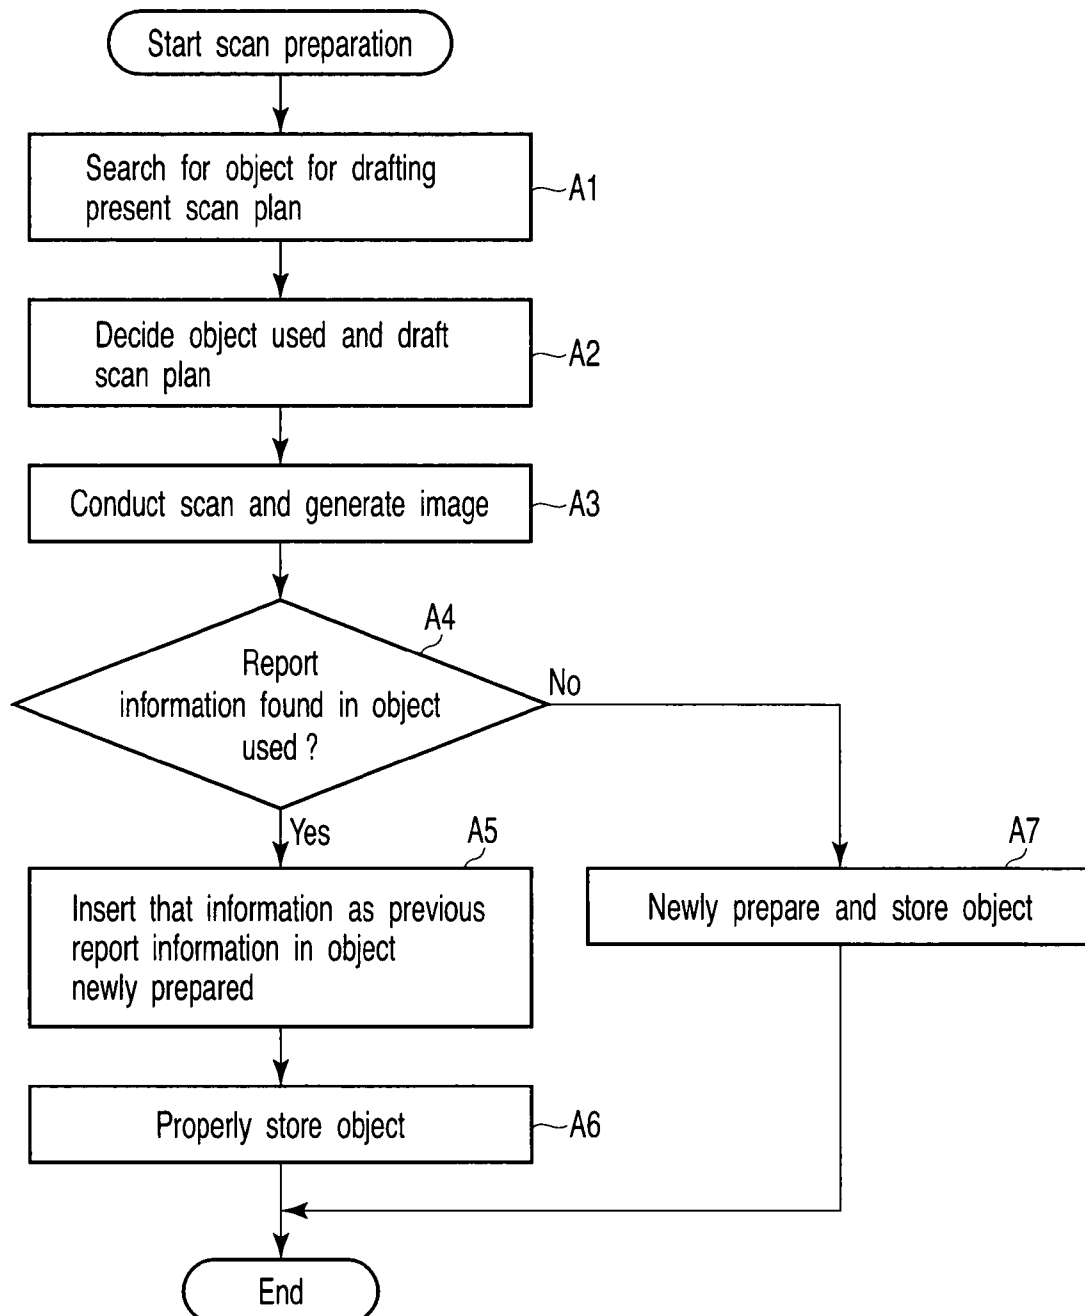 Start scan preparation
Search for object for drafting
present scan plan
A1
Decide object used and draft
scan plan
A2
Conduct scan and generate image
A3
A4
Report
information found in object
used ?
No
Yes
A5
Insert that information as previous
report information in object
newly prepared
A7
Newly prepare and store object
Properly store object
A6
End